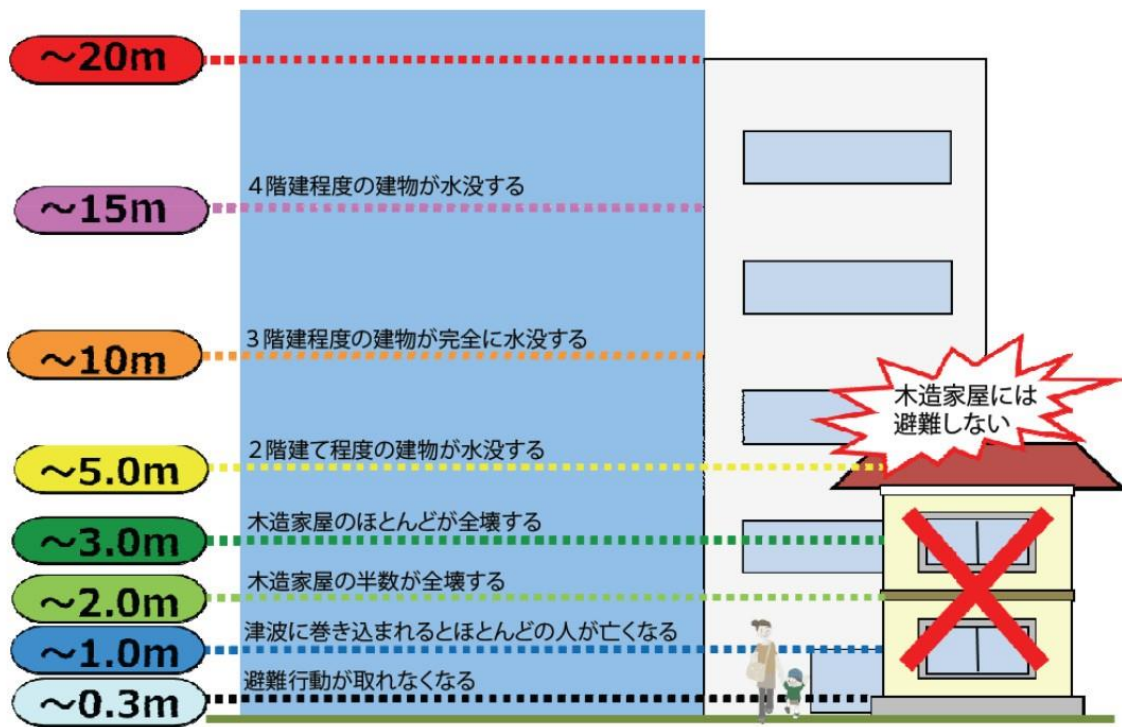 ～20m
４階建程度の建物が水没する
～15m
３階建程度の建物が完全に水没する
～10m
木造家屋には
避難しない
２階建て程度の建物が水没する
～5.0m
木造家屋のほとんどが全壊する
～3.0m
木造家屋の半数が全壊する
～2.0m
津波に巻き込まれるとほとんどの人が亡くなる
～1.0m
避難行動が取れなくなる
～0.3m